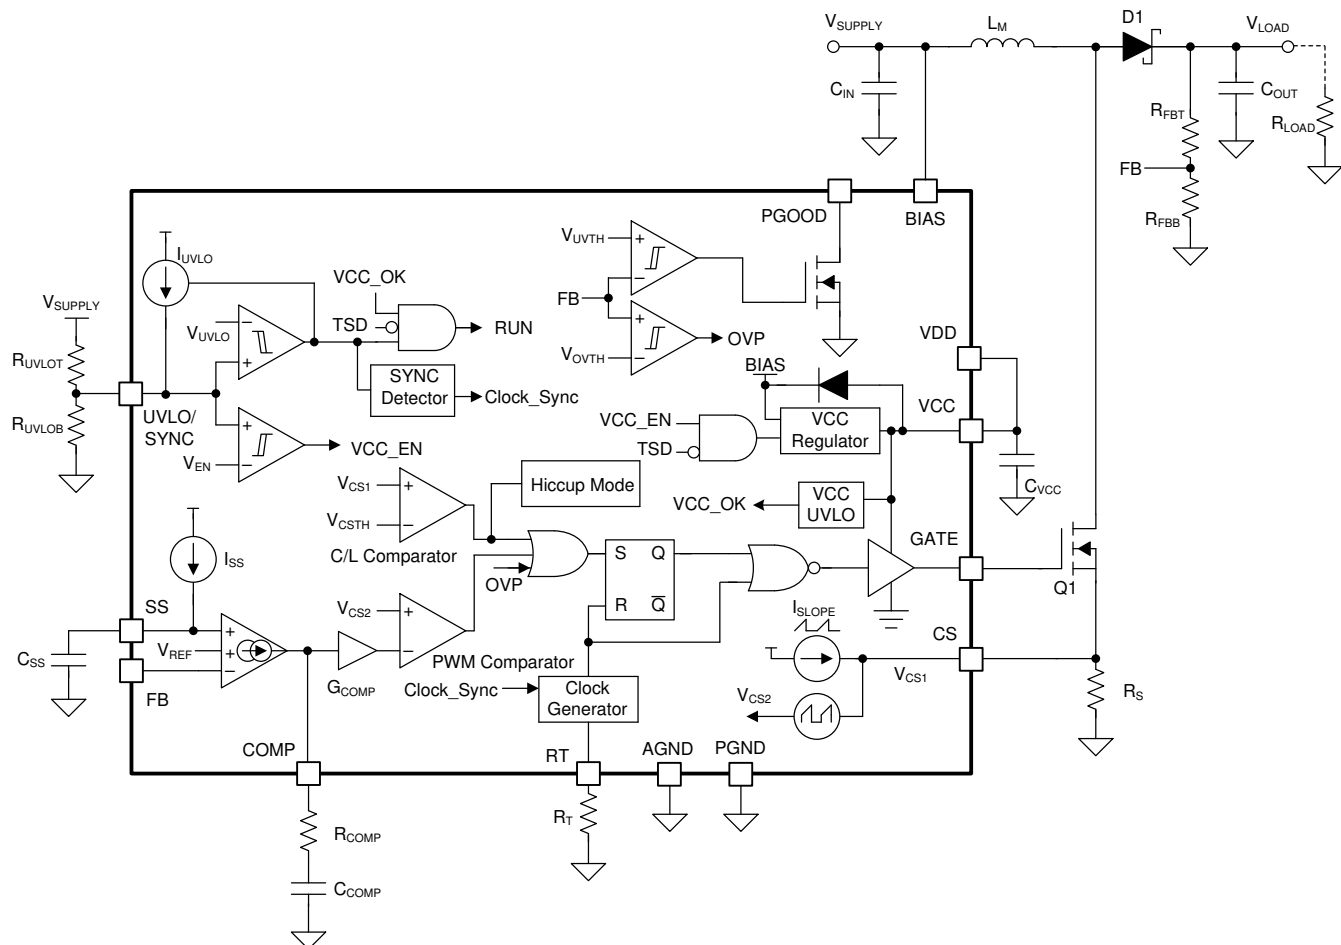 VSUPPLY
LM
D1
VLOAD
CIN
COUT
RFBT
RLOAD
FB
RFBB
PGOOD
BIAS
IUVLO
VCC_OK
VUVTH
VSUPPLY
TSD
RUN
FB
VUVLO
OVP
VDD
RUVLOT
VOVTH
SYNC
Detector
Clock_Sync
BIAS
UVLO/
SYNC
VCC_EN
VCC
Regulator
VCC
RUVLOB
TSD
VEN
VCC_EN
VCS1
Hiccup Mode
CVCC
VCC_OK
VCC
UVLO
VCSTH
C/L Comparator
GATE
S
Q
ISS
OVP
Q1
SS
VCS2
R
Q
ISLOPE
CS
VREF
CSS
PWM Comparator
VCS1
FB
GCOMP
Clock_Sync
Clock
Generator
VCS2
RS
COMP
RT
AGND
PGND
RT
RCOMP
CCOMP